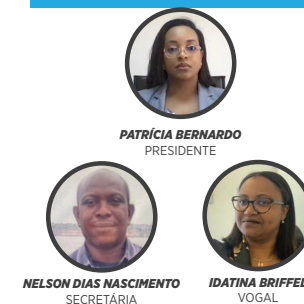 PATRÍCIA BERNARDO
PRESIDENTE
NELSON DIAS NASCIMENTO
SECRETÁRIA
IDATINA BRIFFEL
VOGAL